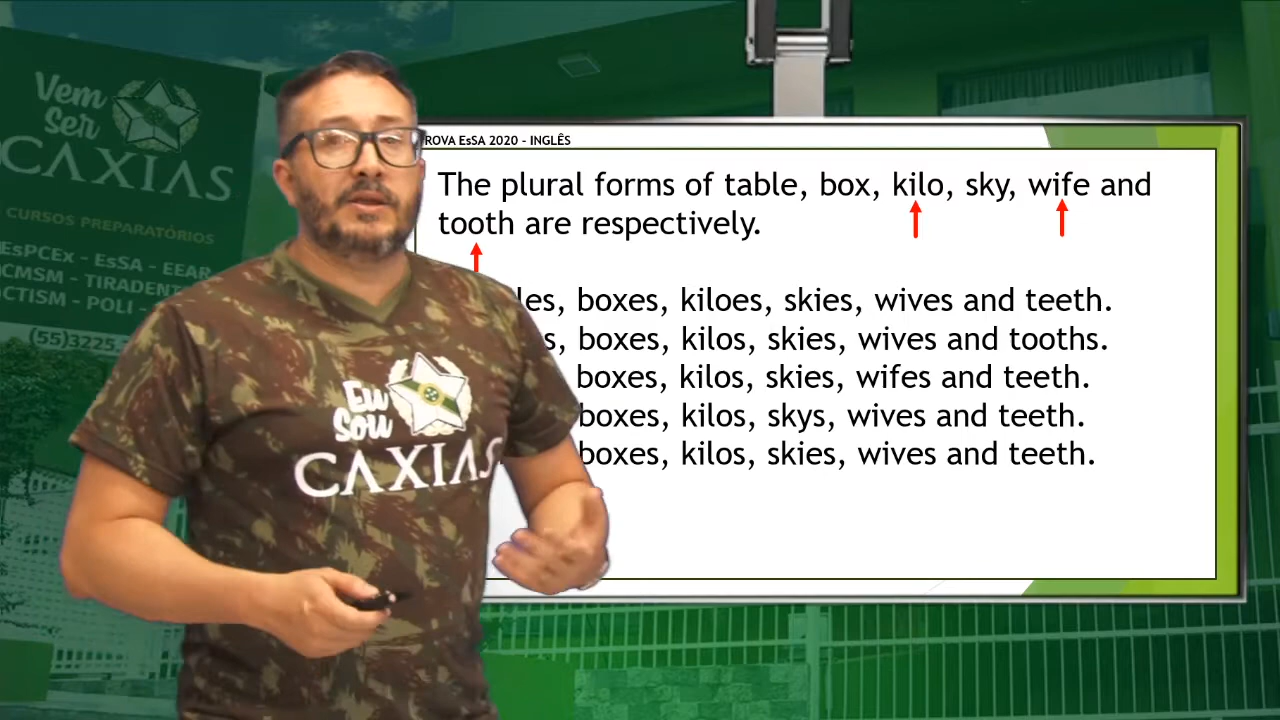 Vem
Ser
CAXIAS
CURSOS PREPARATÓRIOS
EsPCEx - EsSA - EEAR
CMSM - TIRADENT
ACTISM - POLI -
(55)3225
ROVA EsSA 2020 - INGLÊS
The plural forms of table, box, kilo, sky, wife and
tooth are respectively.
les, boxes, kiloes, skies, wives and teeth.
s, boxes, kilos, skies, wives and tooths.
boxes, kilos, skies, wifes and teeth.
boxes, kilos, skys, wives and teeth.
boxes, kilos, skies, wives and teeth.
Eu
Sou
CAXIAS